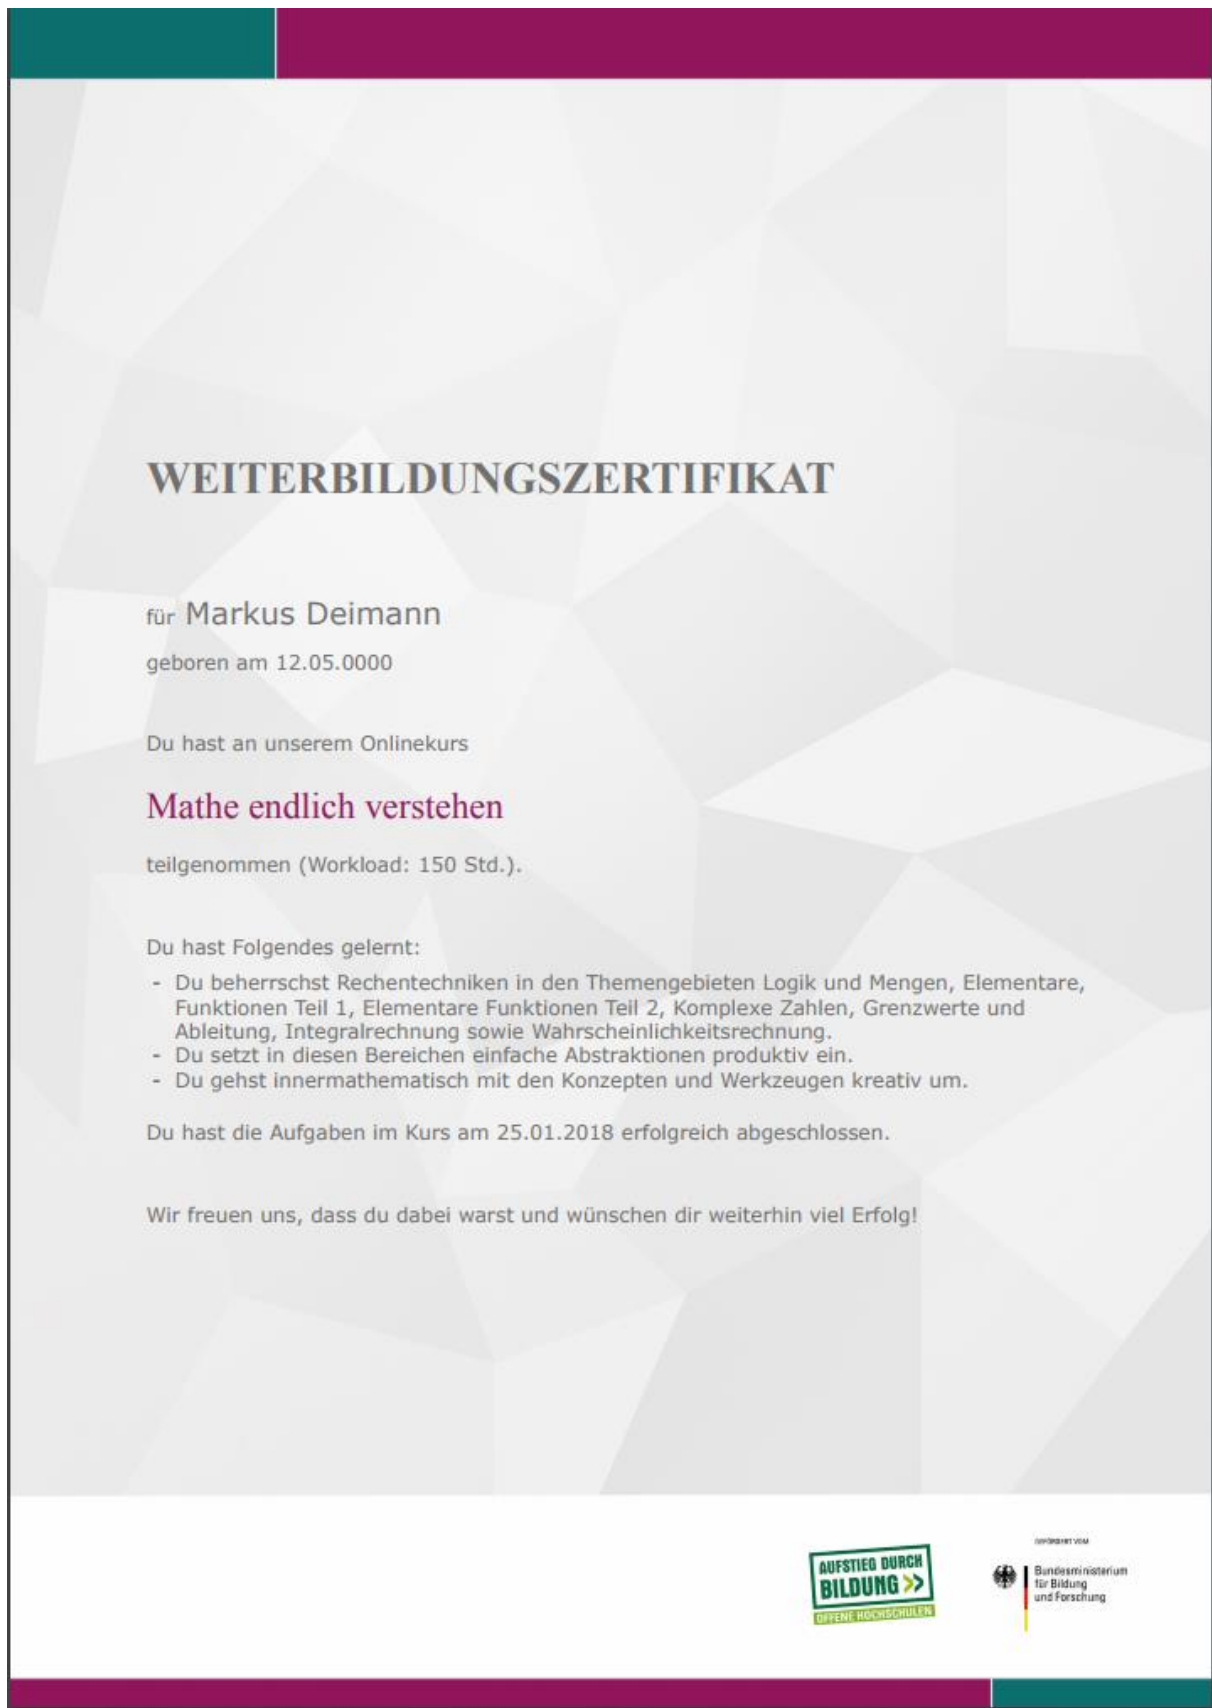 WEITERBILDUNGSZERTIFIKAT
für Markus Deimann
geboren am 12.05.0000
Du hast an unserem Onlinekurs
Mathe endlich verstehen
teilgenommen (Workload: 150 Std.).
Du hast Folgendes gelernt:
- Du beherrschst Rechentechniken in den Themengebieten Logik und Mengen, Elementare,
Funktionen Teil 1, Elementare Funktionen Teil 2, Komplexe Zahlen, Grenzwerte und
Ableitung, Integralrechnung sowie Wahrscheinlichkeitsrechnung.
- Du setzt in diesen Bereichen einfache Abstraktionen produktiv ein.
- Du gehst innermathematisch mit den Konzepten und Werkzeugen kreativ um.
Du hast die Aufgaben im Kurs am 25.01.2018 erfolgreich abgeschlossen.
Wir freuen uns, dass du dabei warst und wünschen dir weiterhin viel Erfolg!
AUFSTIEG DURCH
BILDUNG >>
OFFENE HOCHSCHULEN
GEFÖRDERT VOM
Bundesministerium
für Bildung
und Forschung